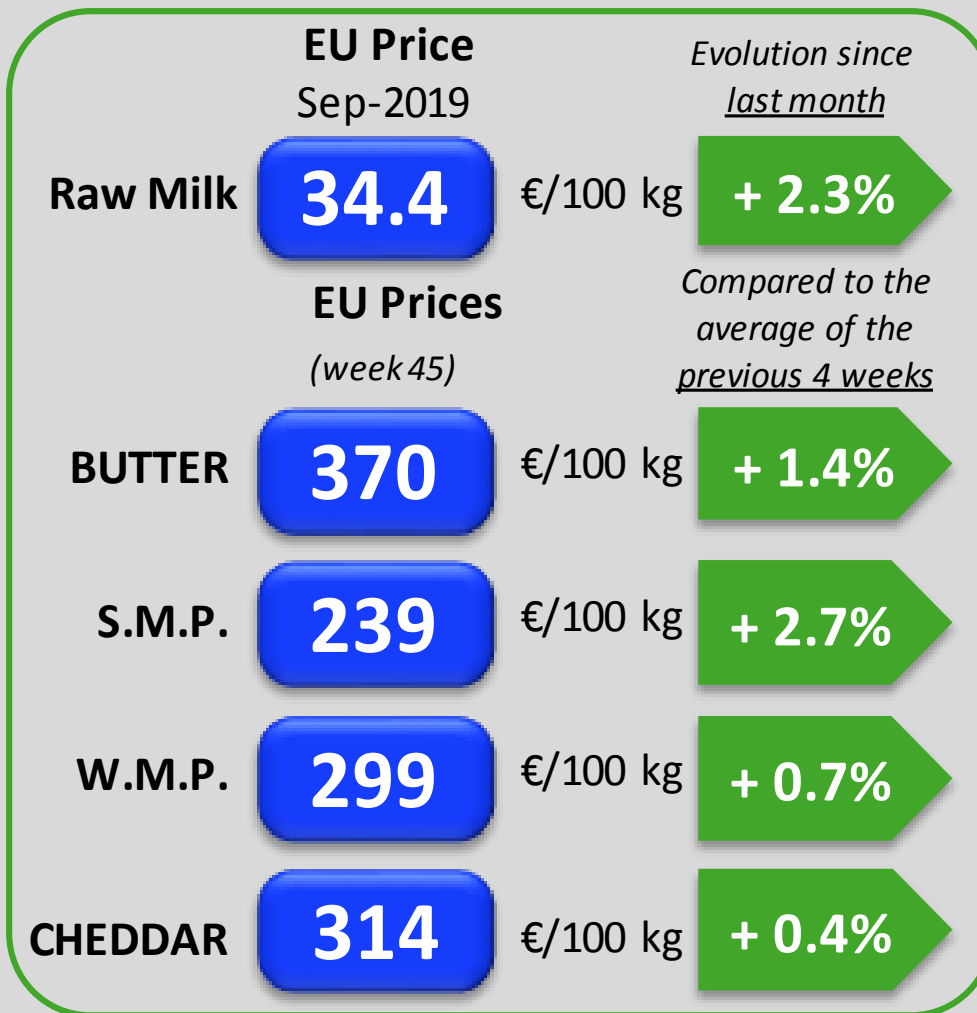 EU Price
Sep-2019
Evolution since
last month
Raw Milk 34.4 €/100 kg + 2.3%
EU Prices
(week 45)
Compared to the
average of the
previous 4 weeks
BUTTER 370 €/100 kg + 1.4%
S.M.P. 239 €/100 kg + 2.7%
W.M.P. 299 €/100 kg + 0.7%
CHEDDAR 314 €/100 kg + 0.4%